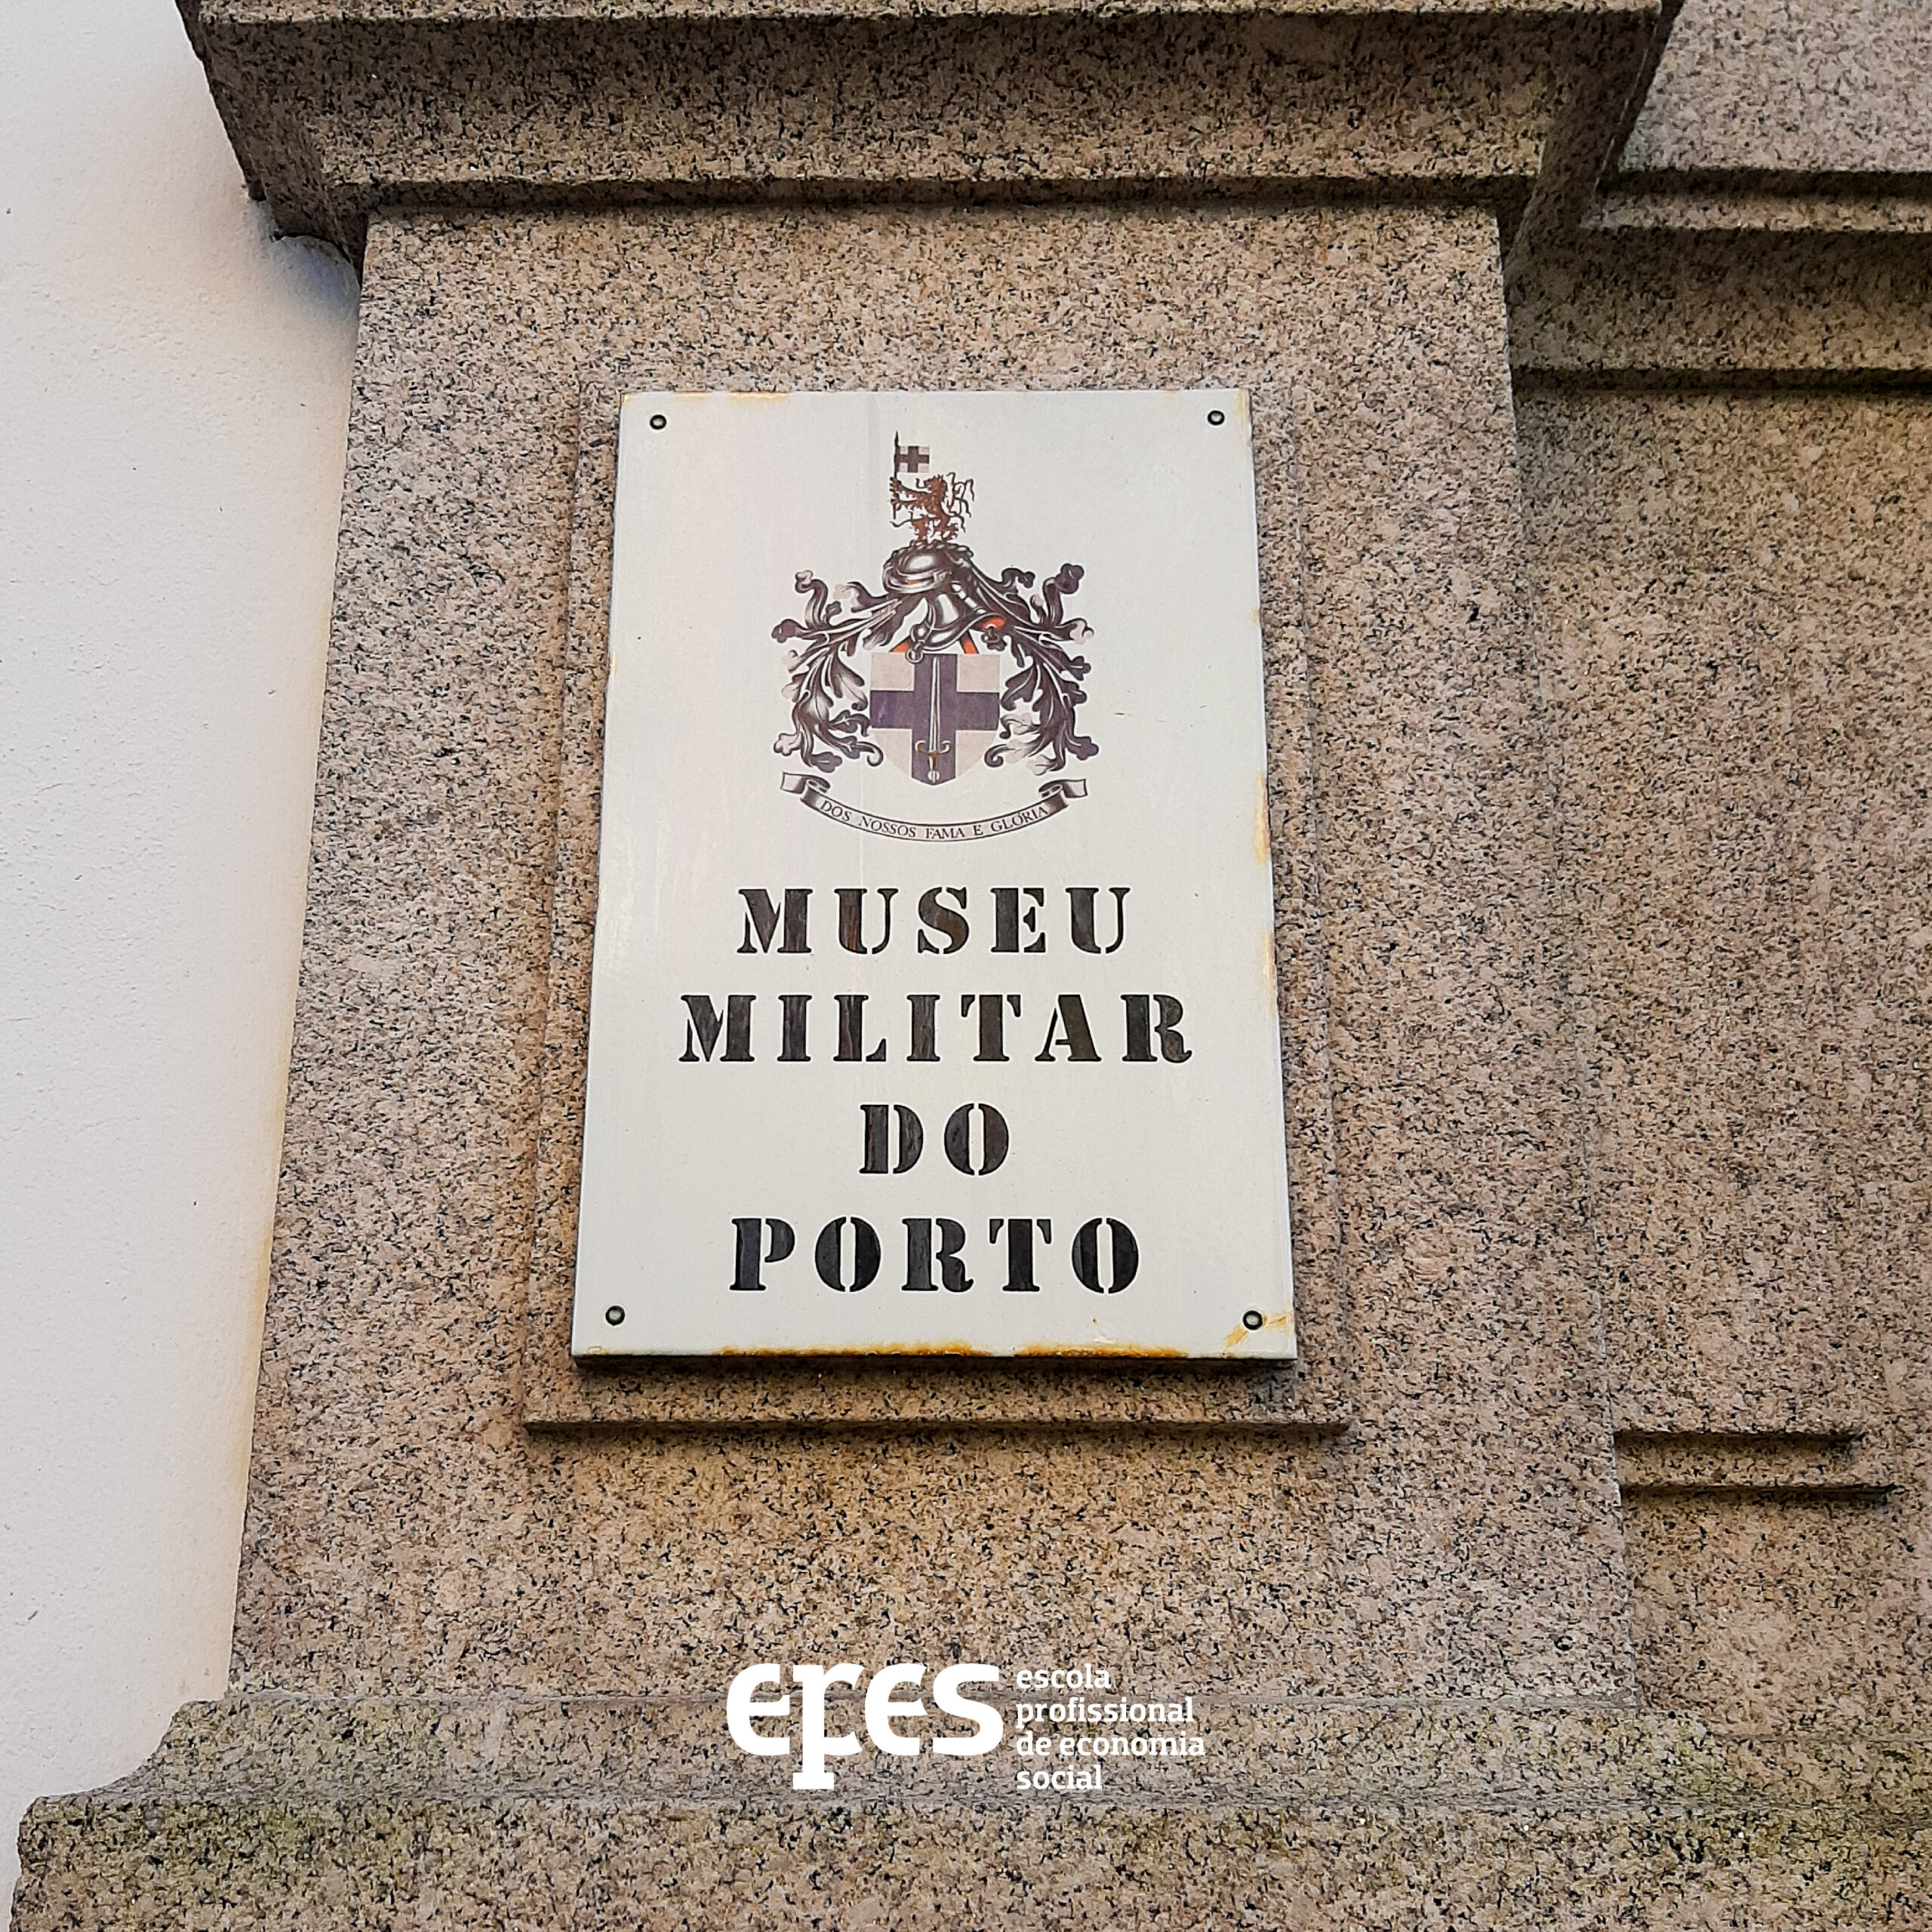 DOS NOSSOS FAMA E GLÓRIA
MUSEU
MILITAR
DO
PORTO
epes
escola
profissional
de economia
social